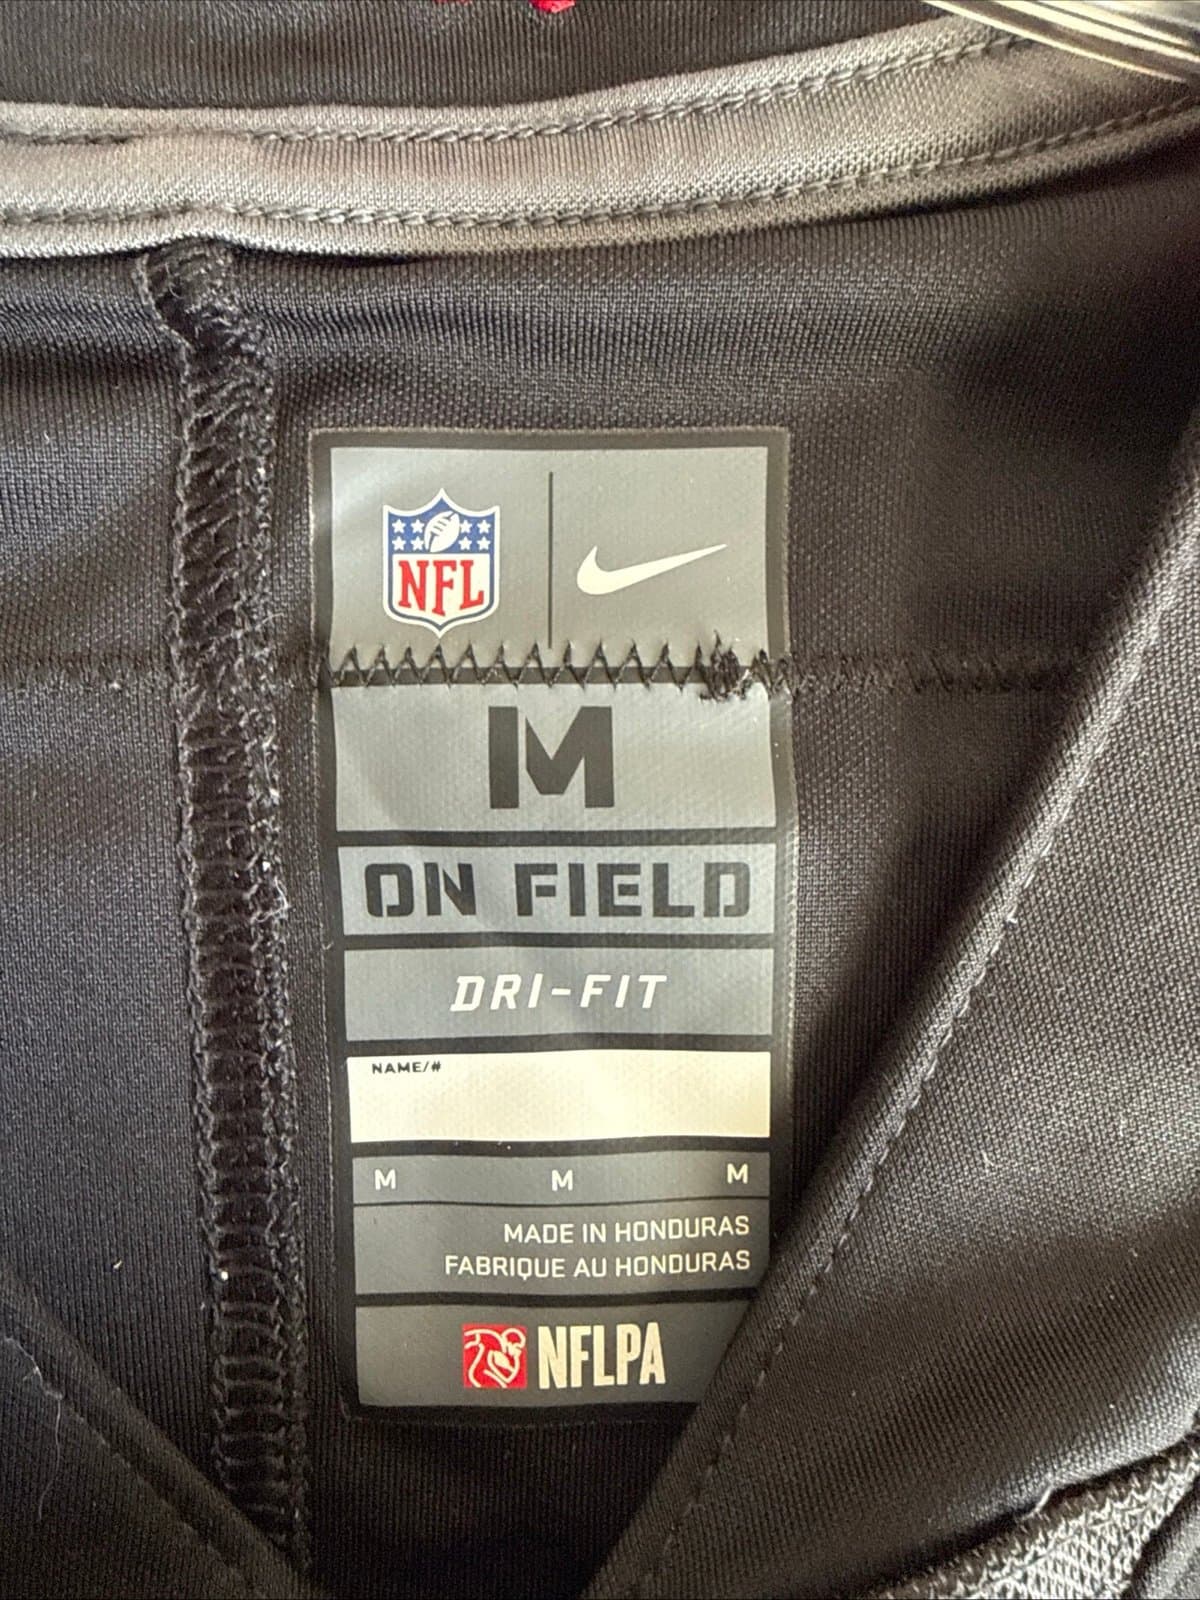 NFL
M
ON FIELD
DRI-FIT
NAME/#
M M M
MADE IN HONDURAS
FABRIQUE AU HONDURAS
NFLPA